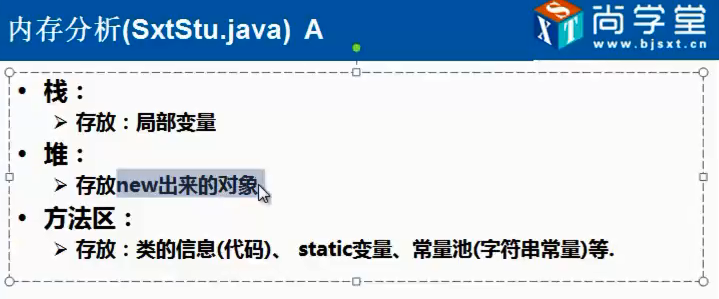 内存分析(SxtStu.java) A
SXT 尚学堂
www.bjsxt.cn
• 栈：
➢ 存放：局部变量
• 堆：
➢ 存放new出来的对象
• 方法区：
➢ 存放：类的信息(代码)、 static变量、常量池(字符串常量)等.